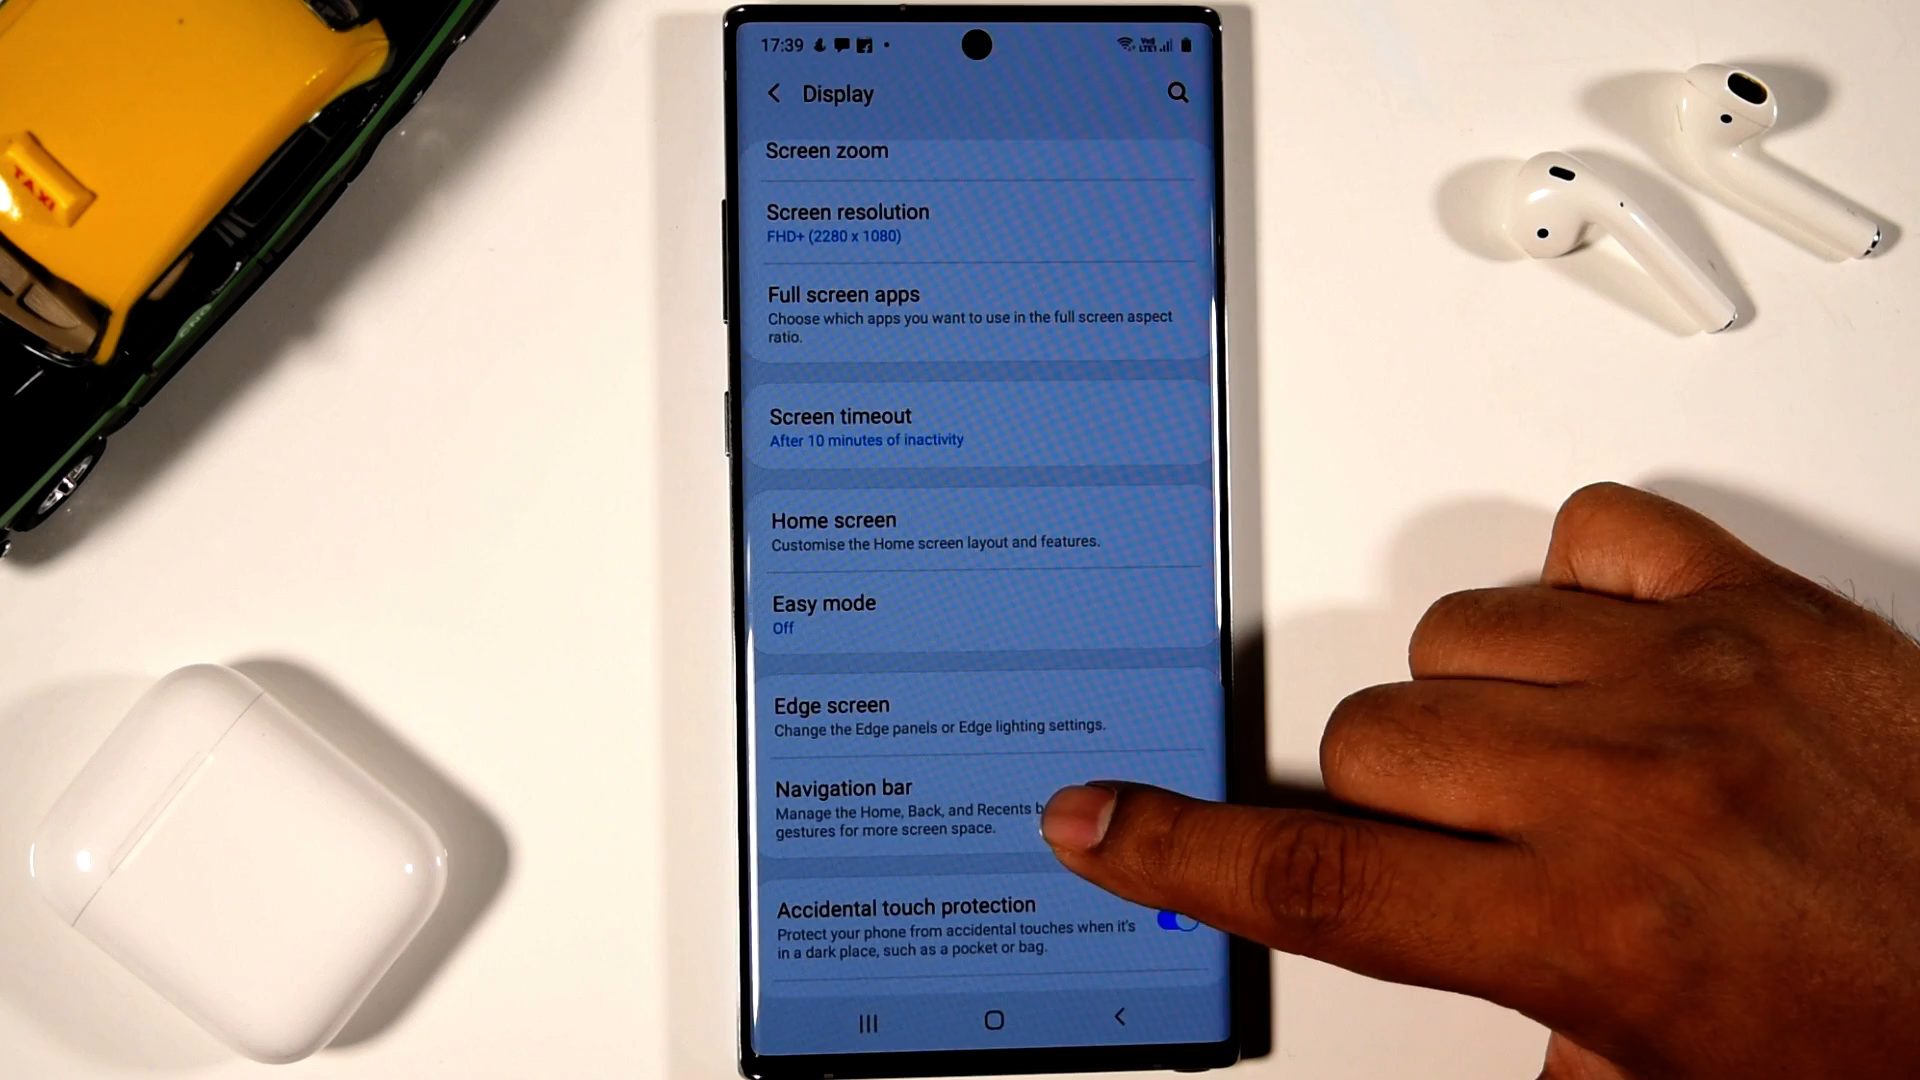 17:39
Display
Screen zoom
Screen resolution
FHD+ (2280 x 1080)
Full screen apps
Choose which apps you want to use in the full screen aspect
ratio.
Screen timeout
After 10 minutes of inactivity
Home screen
Customise the Home screen layout and features.
Easy mode
Off
Edge screen
Change the Edge panels or Edge lighting settings.
Navigation bar
Manage the Home, Back, and Recents b
gestures for more screen space.
Accidental touch protection
Protect your phone from accidental touches when it's
in a dark place, such as a pocket or bag.
TAXI